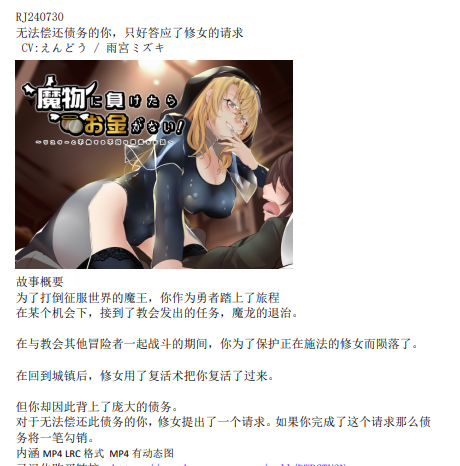 RJ240730
无法偿还债务的你，只好答应了修女的请求
CV:えんどう / 雨宮ミズキ
魔物に負けたら
お金がない!
故事概要
为了打倒征服世界的魔王，你作为勇者踏上了旅程
在某个机会下，接到了教会发出的任务，魔龙的退治。
在与教会其他冒险者一起战斗的期间，你为了保护正在施法的修女而陨落了。
在回到城镇后，修女用了复活术把你复活了过来。
但你却因此背上了庞大的债务。
对于无法偿还此债务的你，修女提出了一个请求。如果你完成了这个请求那么债
务将一笔勾销。
内涵 MP4 LRC 格式 MP4 有动态图